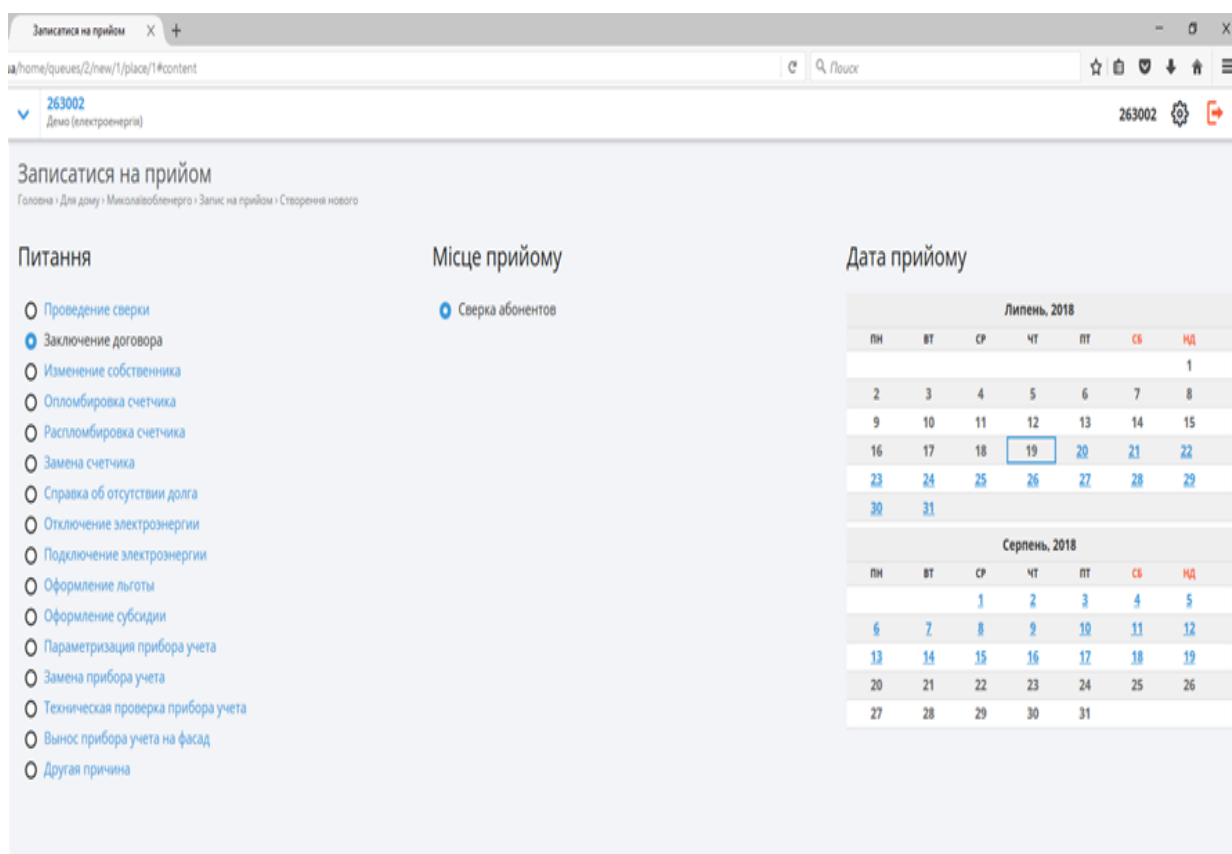 Записатися на прийом
/home/queues/2/new/1/place/1#content
Поиск
263002
Демо (електроенергія)
263002
Записатися на прийом
Головна › Для дому › Миколаївобленерго › Запис на прийом › Створення нового
Питання
Проведение сверки
Заключение договора
Изменение собственника
Опломбировка счетчика
Распломбировка счетчика
Замена счетчика
Справка об отсутствии долга
Отключение электроэнергии
Подключение электроэнергии
Оформление льготы
Оформление субсидии
Параметризация прибора учета
Замена прибора учета
Техническая проверка прибора учета
Вынос прибора учета на фасад
Другая причина
Місце прийому
Сверка абонентов
Дата прийому
Липень, 2018
ПН ВТ СР ЧТ ПТ СБ НД
1
2 3 4 5 6 7 8
9 10 11 12 13 14 15
16 17 18 19 20 21 22
23 24 25 26 27 28 29
30 31
Серпень, 2018
ПН ВТ СР ЧТ ПТ СБ НД
1 2 3 4 5
6 7 8 9 10 11 12
13 14 15 16 17 18 19
20 21 22 23 24 25 26
27 28 29 30 31